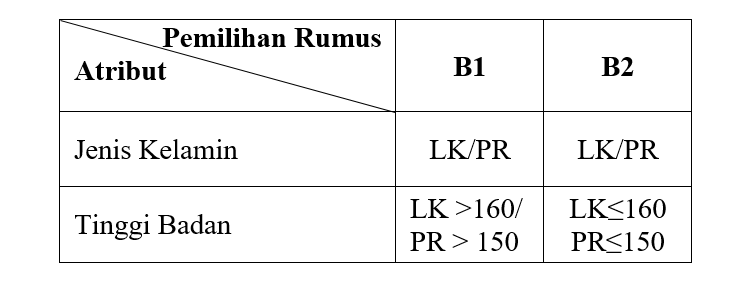 Pemilihan Rumus
Atribut
B1
B2
Jenis Kelamin
LK/PR
LK/PR
Tinggi Badan
LK >160/
PR > 150
LK≤160
PR≤150